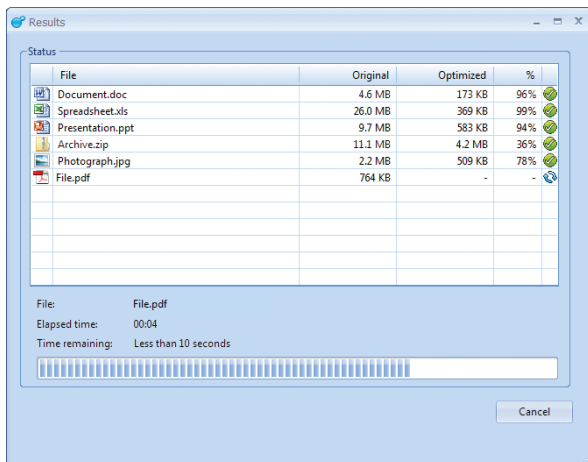 Results
Status
File Original Optimized %
Document.doc 4.6 MB 173 KB 96%
Spreadsheet.xls 26.0 MB 369 KB 99%
Presentation.ppt 9.7 MB 583 KB 94%
Archive.zip 11.1 MB 4.2 MB 36%
Photograph.jpg 2.2 MB 509 KB 78%
File.pdf 764 KB - -
File: File.pdf
Elapsed time: 00:04
Time remaining: Less than 10 seconds
Cancel